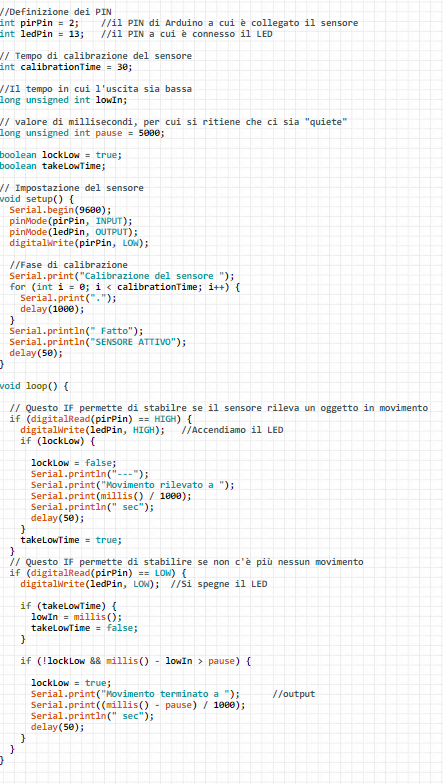 //Definizione dei PIN
int pirPin = 2;    //il PIN di Arduino a cui è collegato il sensore
int ledPin = 13;   //il PIN a cui è connesso il LED

// Tempo di calibrazione del sensore
int calibrationTime = 30;

//Il tempo in cui l'uscita sia bassa
long unsigned int lowIn;

// valore di millisecondi, per cui si ritiene che ci sia "quiete"
long unsigned int pause = 5000;

boolean lockLow = true;
boolean takeLowTime;

// Impostazione del sensore
void setup() {
  Serial.begin(9600);
  pinMode(pirPin, INPUT);
  pinMode(ledPin, OUTPUT);
  digitalWrite(pirPin, LOW);

  //Fase di calibrazione
  Serial.print("Calibrazione del sensore ");
  for (int i = 0; i < calibrationTime; i++) {
    Serial.print(".");
    delay(1000);
  }
  Serial.println(" Fatto");
  Serial.println("SENSORE ATTIVO");
  delay(50);
}

void loop() {

  // Questo IF permette di stabilre se il sensore rileva un oggetto in movimento
  if (digitalRead(pirPin) == HIGH) {
    digitalWrite(ledPin, HIGH);   //Accendiamo il LED
    if (lockLow) {

      lockLow = false;
      Serial.println("---");
      Serial.print("Movimento rilevato a ");
      Serial.print(millis() / 1000);
      Serial.println(" sec");
      delay(50);
    }
    takeLowTime = true;
  }
  // Questo IF permette di stabilire se non c'è più nessun movimento
  if (digitalRead(pirPin) == LOW) {
    digitalWrite(ledPin, LOW);  //Si spegne il LED

    if (takeLowTime) {
      lowIn = millis();
      takeLowTime = false;
    }

    if (!lockLow && millis() - lowIn > pause) {

      lockLow = true;
      Serial.print("Movimento terminato a ");      //output
      Serial.print((millis() - pause) / 1000);
      Serial.println(" sec");
      delay(50);
    }
  }
}